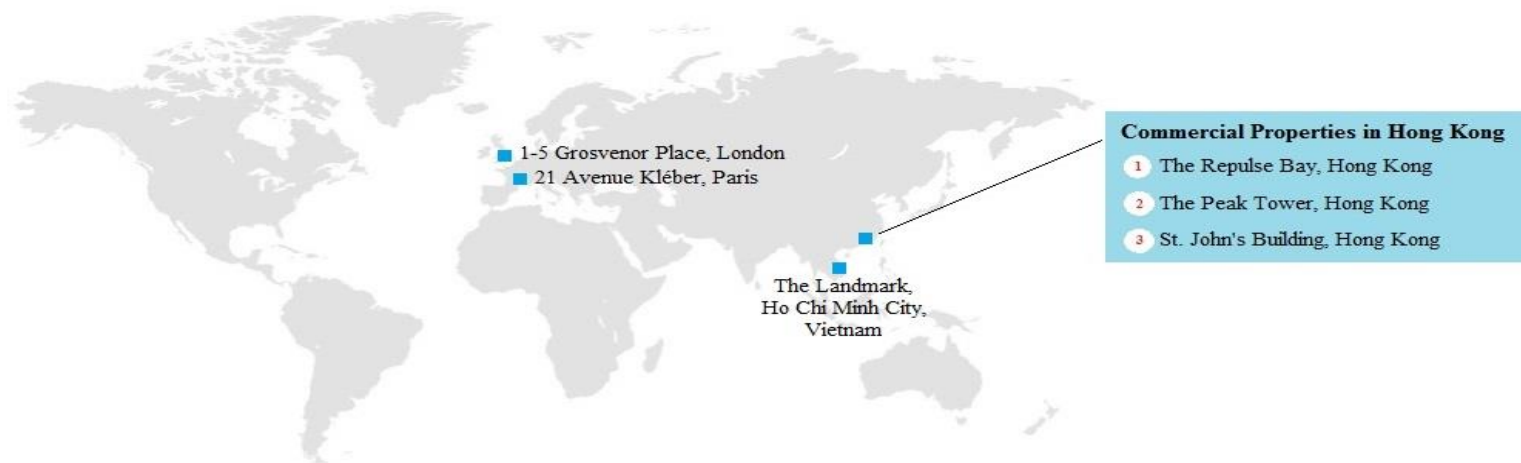 1-5 Grosvenor Place, London
21 Avenue Kléber, Paris
The Landmark,
Ho Chi Minh City,
Vietnam
Commercial Properties in Hong Kong
1 The Repulse Bay, Hong Kong
2 The Peak Tower, Hong Kong
3 St. John's Building, Hong Kong